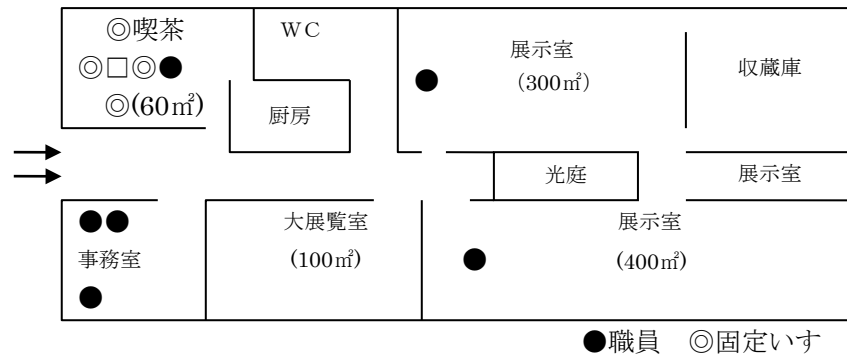 ◎喫茶
◎□◎●
◎(60㎡)
ＷＣ
厨房
展示室
(300㎡)
収蔵庫
光庭
展示室
●●
事務室
●
大展覧室
(100㎡)
展示室
(400㎡)
●職員　◎固定いす